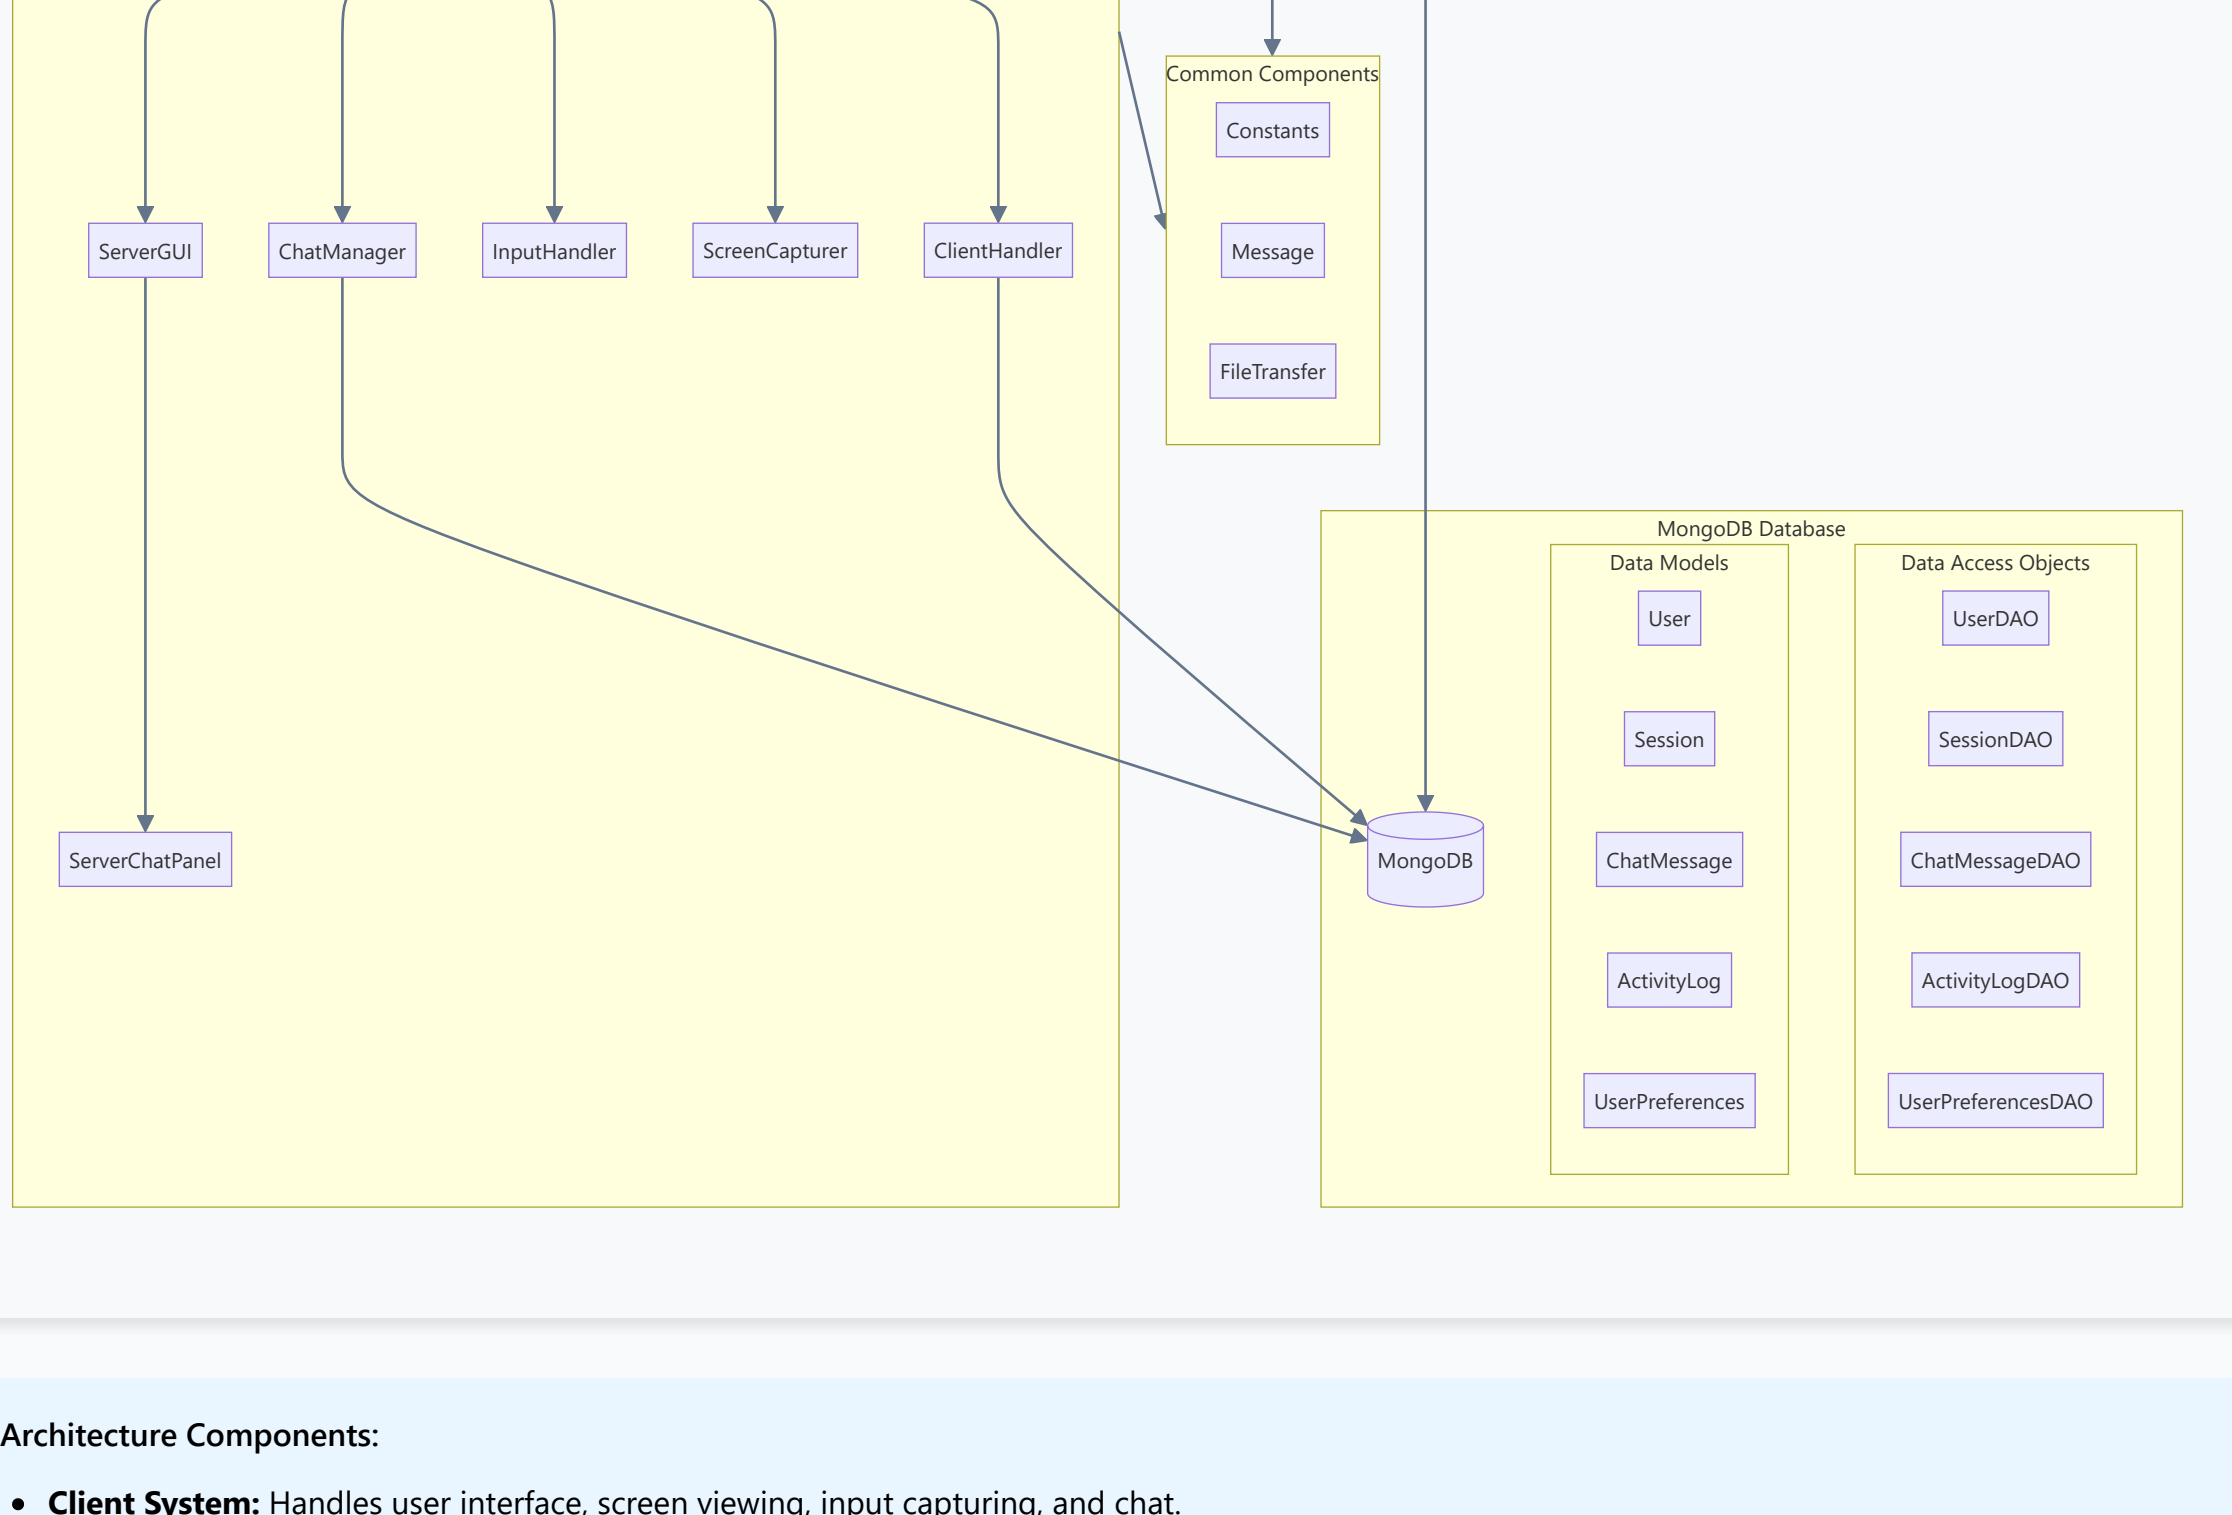 Common Components
Constants
ServerGUI
ChatManager
InputHandler
ScreenCapturer
ClientHandler
Message
FileTransfer
MongoDB Database
Data Models
Data Access Objects
User
UserDAO
Session
SessionDAO
ServerChatPanel
MongoDB
ChatMessage
ChatMessageDAO
ActivityLog
ActivityLogDAO
UserPreferences
UserPreferencesDAO
Architecture Components:
• Client System: Handles user interface, screen viewing, input capturing, and chat.